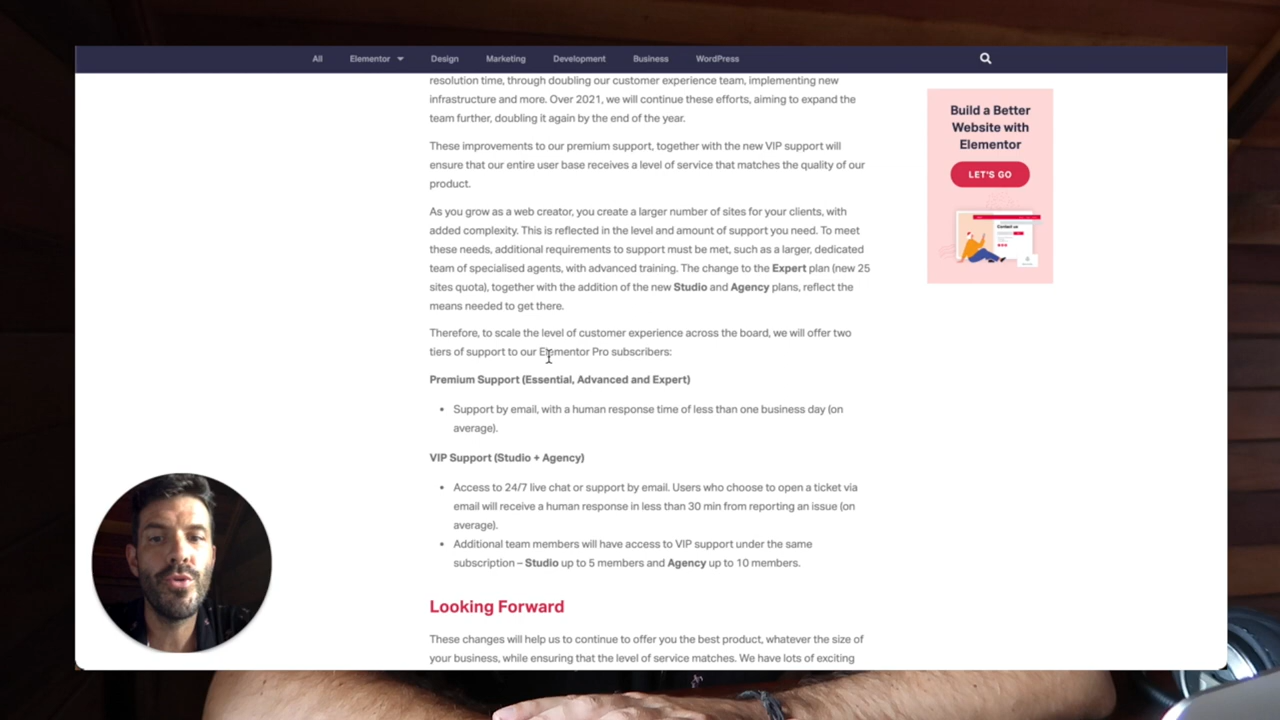 All Elementor Design Marketing Development Business WordPress
resolution time, through doubling our customer experience team, implementing new
infrastructure and more. Over 2021, we will continue these efforts, aiming to expand the
team further, doubling it again by the end of the year.
These improvements to our premium support, together with the new VIP support will
ensure that our entire user base receives a level of service that matches the quality of our
product.
As you grow as a web creator, you create a larger number of sites for your clients, with
added complexity. This is reflected in the level and amount of support you need. To meet
these needs, additional requirements to support must be met, such as a larger, dedicated
team of specialised agents, with advanced training. The change to the Expert plan (new 25
sites quota), together with the addition of the new Studio and Agency plans, reflect the
means needed to get there.
Therefore, to scale the level of customer experience across the board, we will offer two
tiers of support to our Elementor Pro subscribers:
Premium Support (Essential, Advanced and Expert)
• Support by email, with a human response time of less than one business day (on
average).
VIP Support (Studio + Agency)
• Access to 24/7 live chat or support by email. Users who choose to open a ticket via
email will receive a human response in less than 30 min from reporting an issue (on
average).
• Additional team members will have access to VIP support under the same
subscription – Studio up to 5 members and Agency up to 10 members.
Looking Forward
These changes will help us to continue to offer you the best product, whatever the size of
your business, while ensuring that the level of service matches. We have lots of exciting
Build a Better
Website with
Elementor
LET'S GO
Contact us